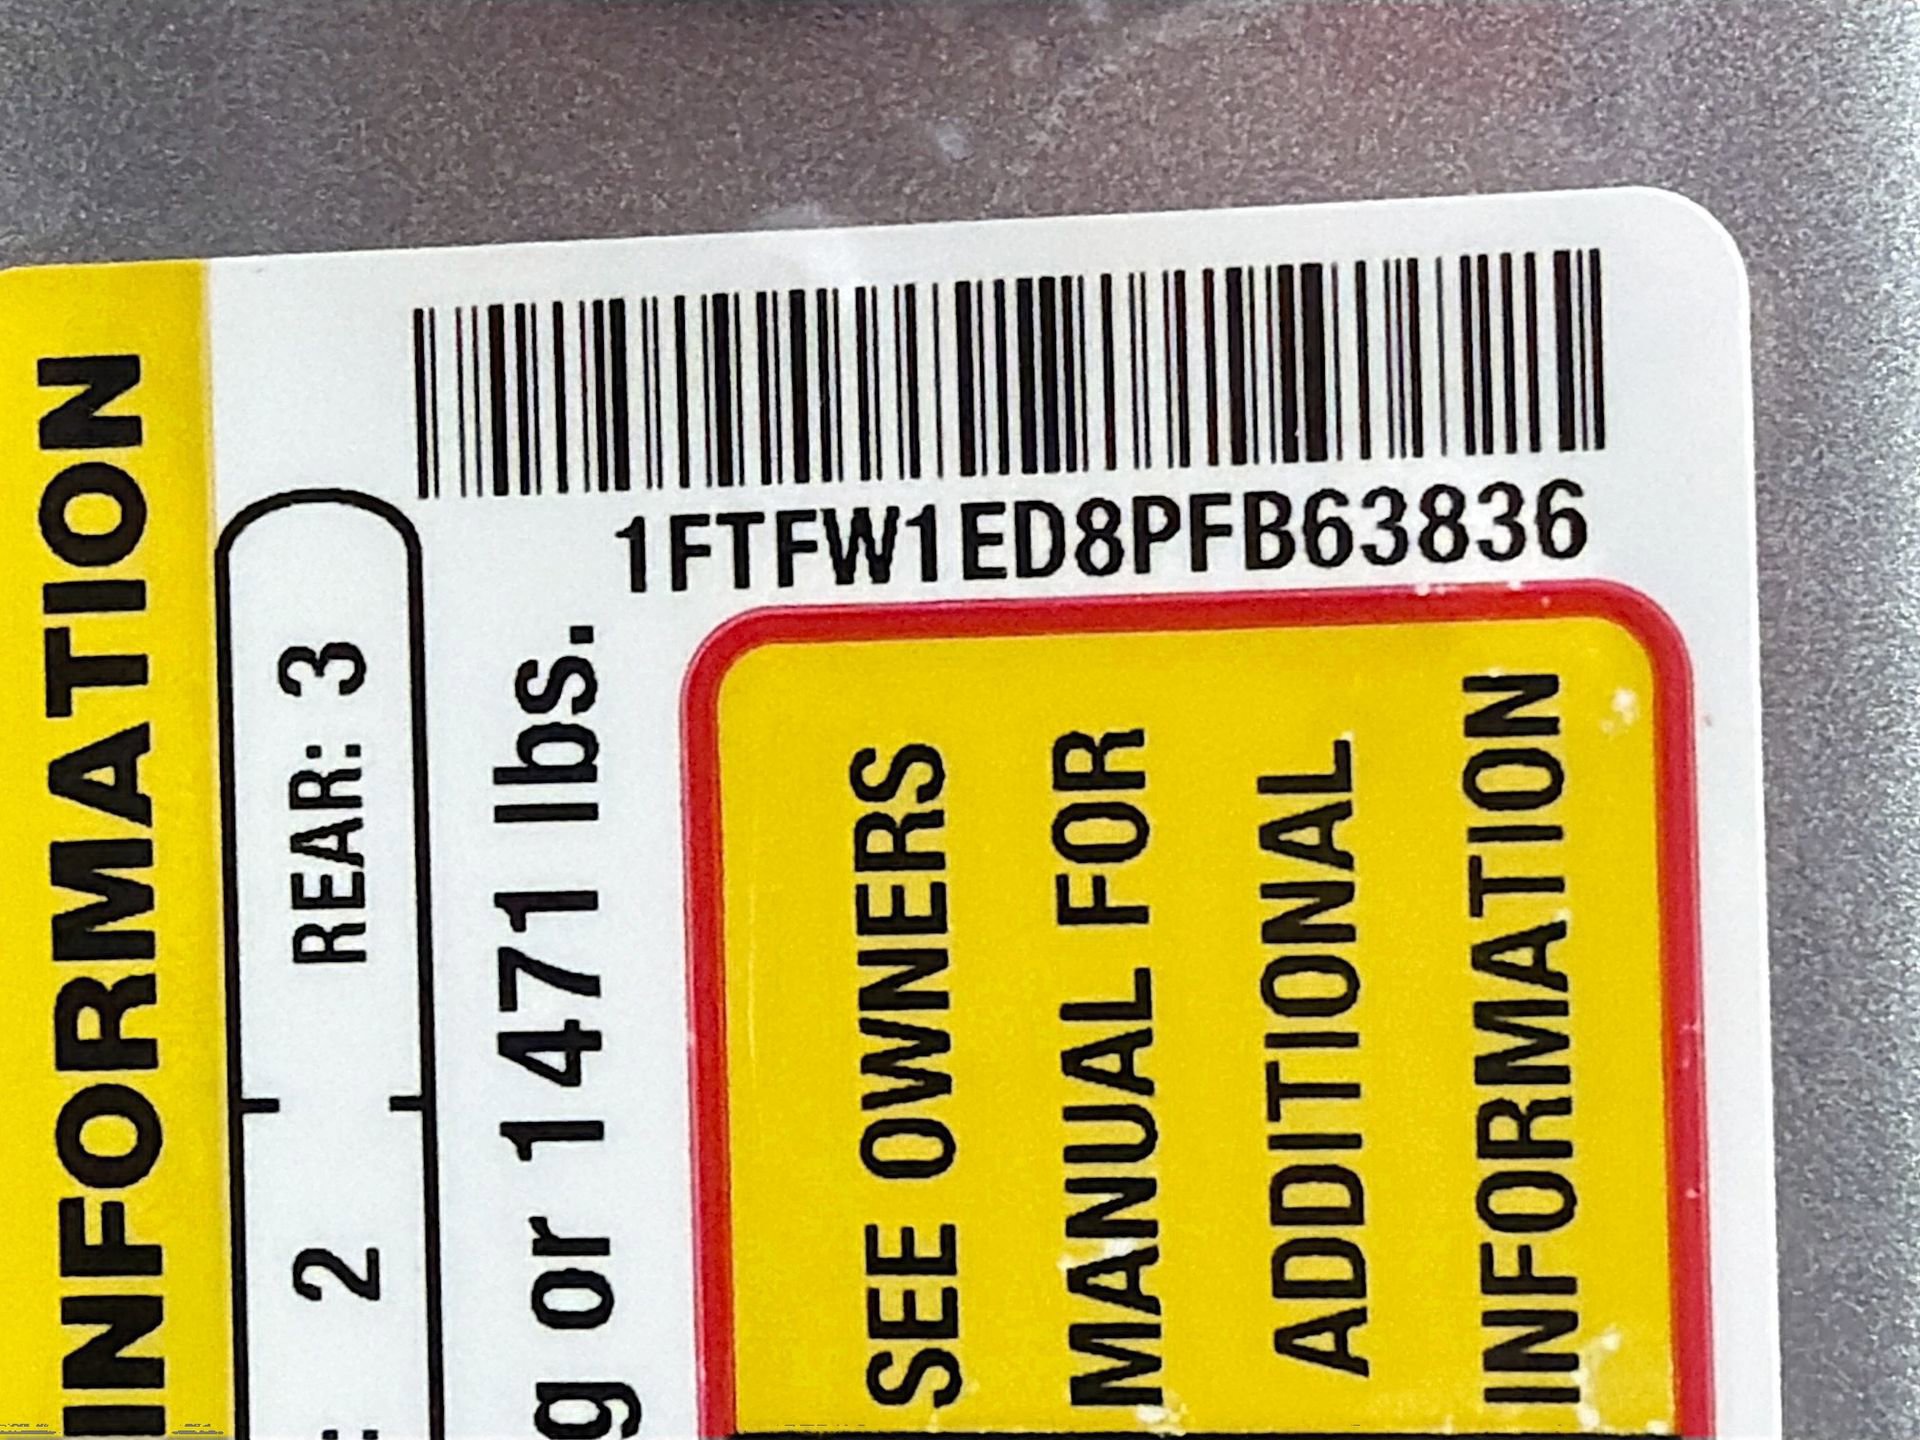 1FTFW1ED8PFB63836
INFORMATION
2 REAR: 3
g or 1471 lbs.
SEE OWNERS
MANUAL FOR
ADDITIONAL
INFORMATION